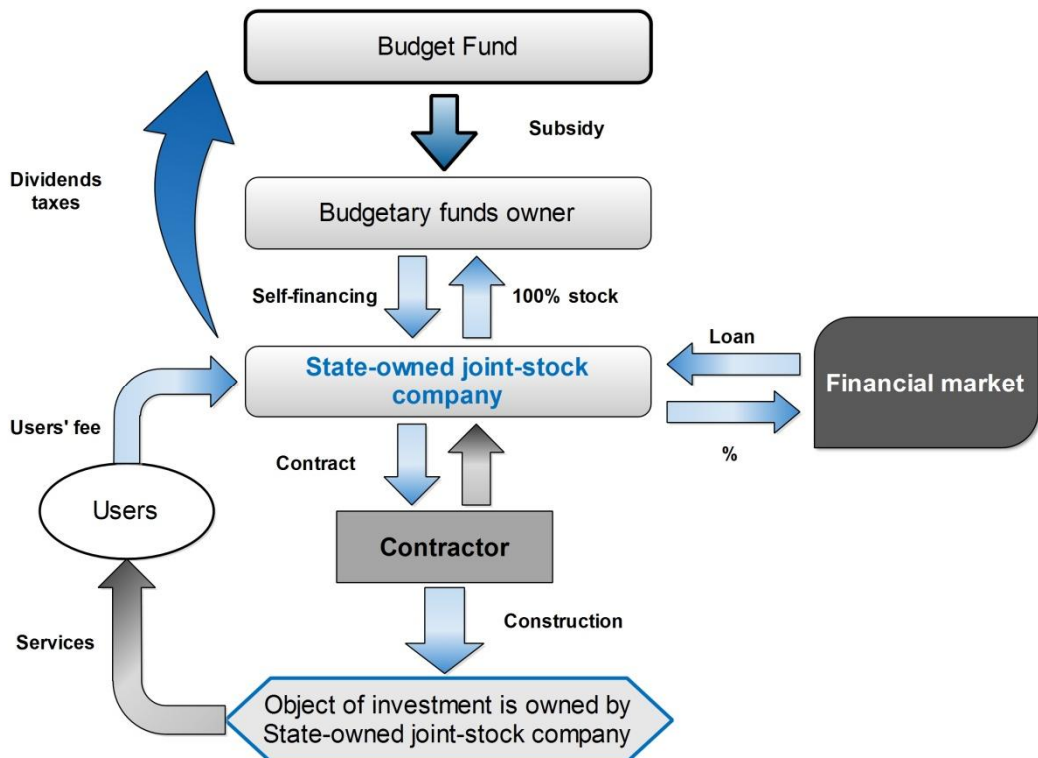 Budget Fund
Subsidy
Dividends
taxes
Budgetary funds owner
Self-financing
100% stock
Loan
State-owned joint-stock
company
Financial market
Users' fee
%
Contract
Users
Contractor
Services
Construction
Object of investment is owned by
State-owned joint-stock company